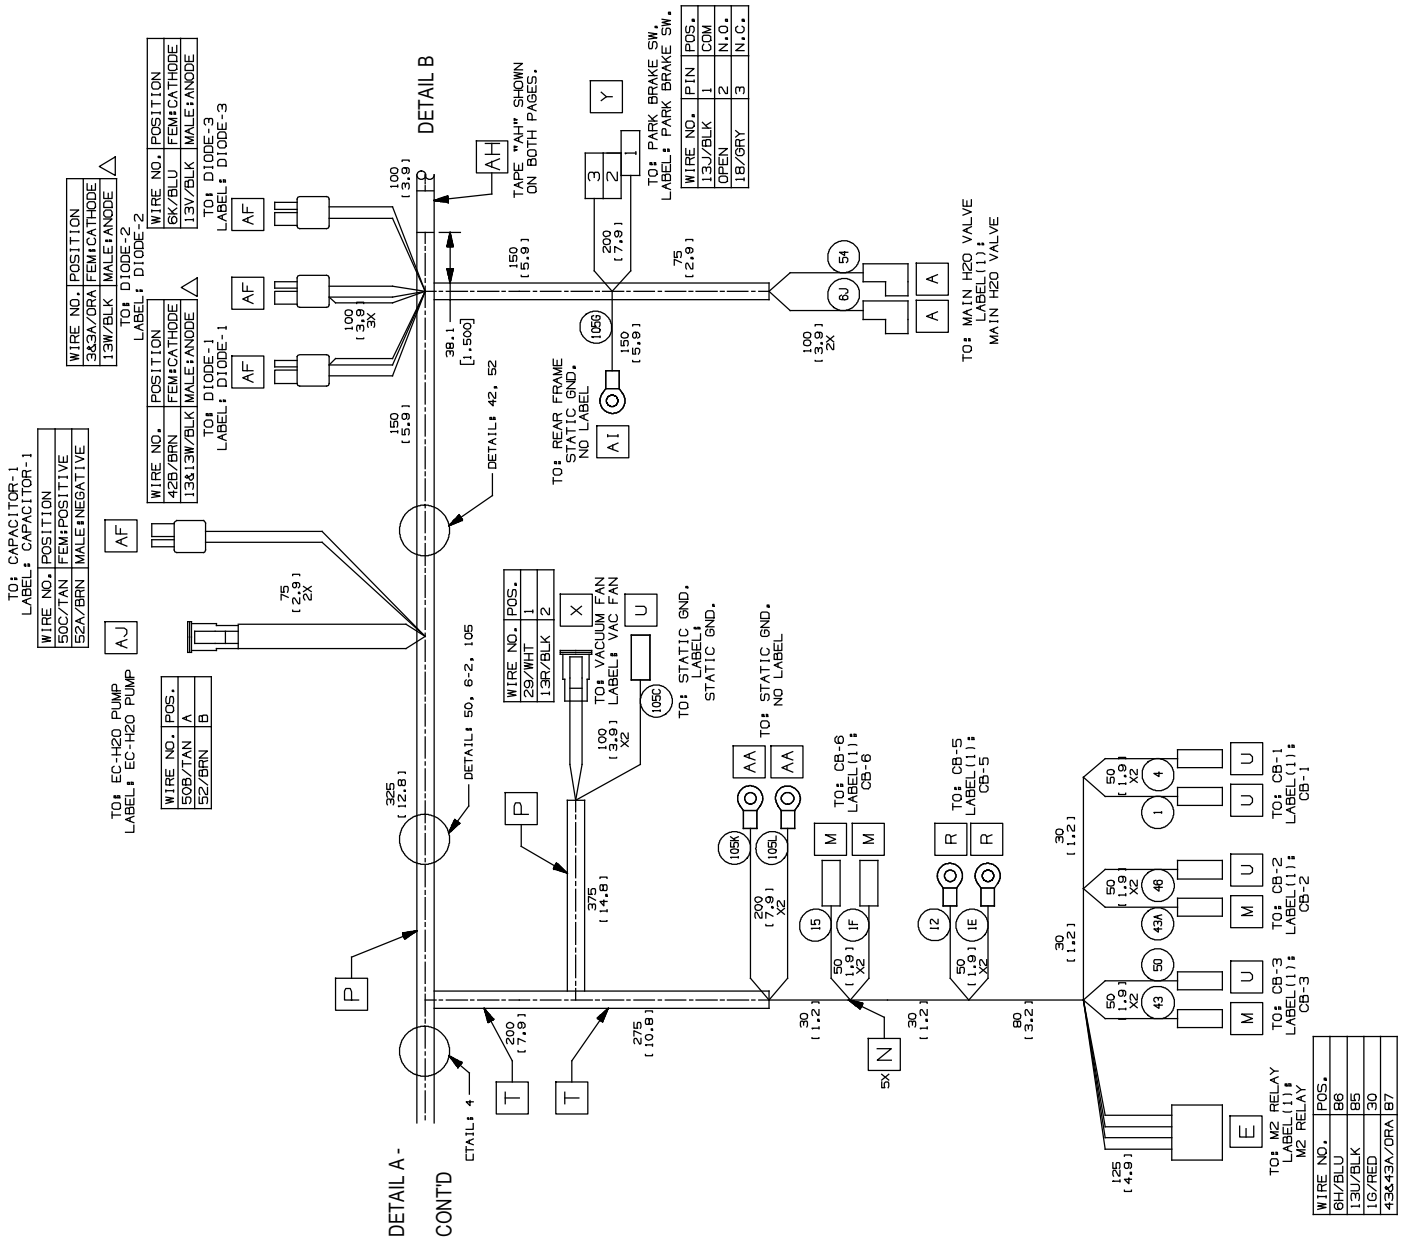 TO: CAPACITOR-1
LABEL: CAPACITOR-1
WIRE NO. POSITION
50C/TAN FEM:POSITIVE
52A/BRN MALE:NEGATIVE
AF
75
[2.9]
2X
AJ
TO: EC-H2O PUMP
LABEL: EC-H2O PUMP
WIRE NO. POS.
50B/TAN A
52/BRN B
WIRE NO. POSITION
3&3A/ORA FEM:CATHODE
13W/BLK MALE:ANODE
TO: DIODE-2
LABEL: DIODE-2
WIRE NO. POSITION
6K/BLU FEM:CATHODE
13V/BLK MALE:ANODE
TO: DIODE-3
LABEL: DIODE-3
WIRE NO. POSITION
42B/BRN FEM:CATHODE
13&13W/BLK MALE:ANODE
TO: DIODE-1
LABEL: DIODE-1
AF
AF
AF
100
[3.9]
3X
100
[3.9]
DETAIL B
AH
TAPE "AH" SHOWN
ON BOTH PAGES.
38.1
[1.500]
150
[5.9]
150
[5.9]
DETAIL: 42, 52
DETAIL: 50, 6-2, 105
325
[12.8]
P
3
2
1
Y
TO: PARK BRAKE SW.
LABEL: PARK BRAKE SW.
WIRE NO. PIN POS.
13J/BLK 1 COM
OPEN 2 N.O.
18/GRY 3 N.C.
200
[7.9]
75
[2.9]
105G
150
[5.9]
TO: REAR FRAME
STATIC GND.
NO LABEL
AI
54
6J
100
[3.9]
2X
A
A
TO: MAIN H2O VALVE
LABEL(1):
MAIN H2O VALVE
WIRE NO. POS.
29/WHT 1
13R/BLK 2
X
TO: VACUUM FAN
LABEL: VAC FAN
U
100
[3.9]
X2
105C
TO: STATIC GND.
LABEL:
STATIC GND.
P
375
[14.8]
DETAIL A -
CONT'D
ETAIL: 4
200
[7.9]
T
275
[10.8]
T
TO: STATIC GND.
NO LABEL
AA
AA
105K
105L
200
[7.9]
X2
TO: CB-6
LABEL(1):
CB-6
M
M
15
1F
50
[1.9]
X2
TO: CB-5
LABEL(1):
CB-5
R
R
12
1E
50
[1.9]
X2
30
[1.2]
5X
N
30
[1.2]
80
[3.2]
30
[1.2]
30
[1.2]
50
[1.9]
X2
4
1
U
U
TO: CB-1
LABEL(1):
CB-1
50
[1.9]
X2
46
43A
U
M
TO: CB-2
LABEL(1):
CB-2
50
[1.9]
X2
50
43
U
M
TO: CB-3
LABEL(1):
CB-3
125
[4.9]
E
TO: M2 RELAY
LABEL(1):
M2 RELAY
WIRE NO. POS.
6H/BLU 86
13U/BLK 85
1G/RED 30
43&43A/ORA 87